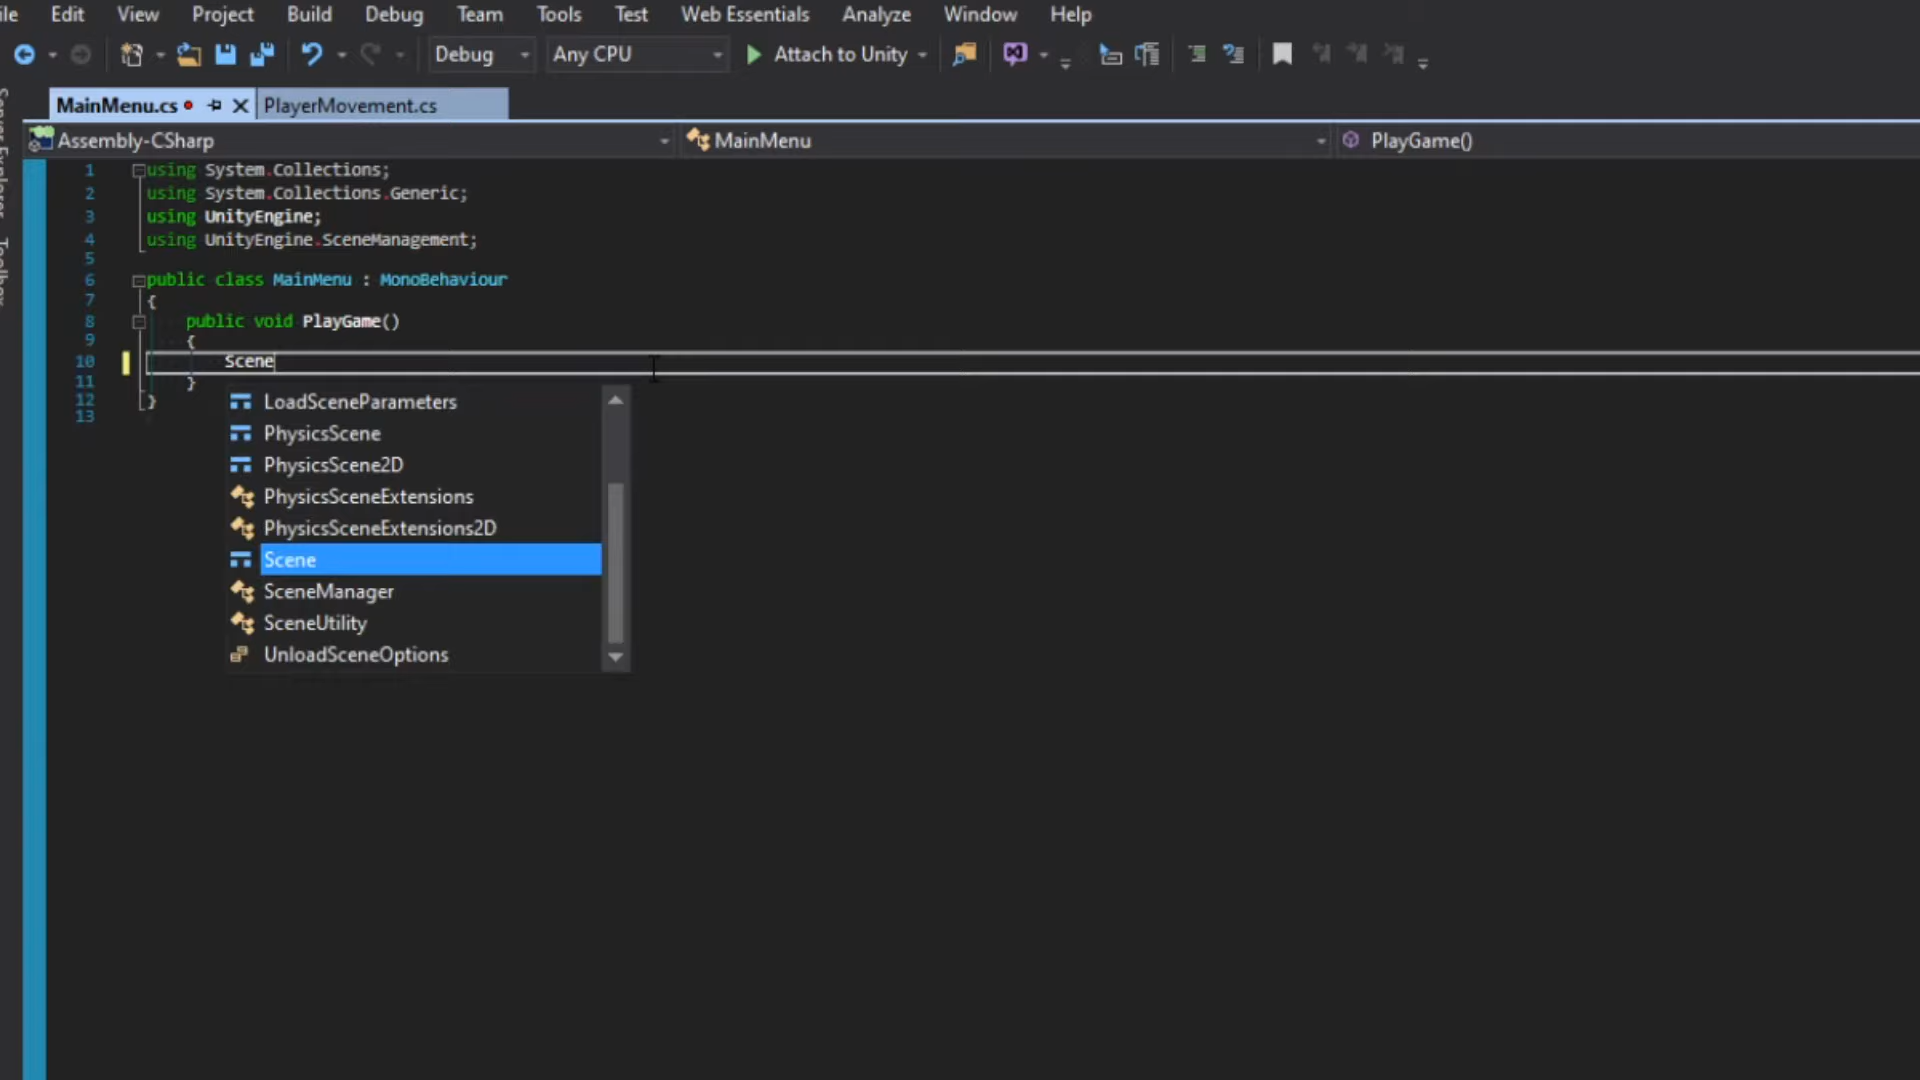 ile Edit View Project Build Debug Team Tools Test Web Essentials Analyze Window Help
Debug Any CPU Attach to Unity
MainMenu.cs PlayerMovement.cs
Assembly-CSharp MainMenu PlayGame()
Server Explorer
Toolbox
1 using System.Collections;
2 using System.Collections.Generic;
3 using UnityEngine;
4 using UnityEngine.SceneManagement;
5
6 public class MainMenu : MonoBehaviour
7 {
8 public void PlayGame()
9 {
10 Scene
11 }
12 }
13
LoadSceneParameters
PhysicsScene
PhysicsScene2D
PhysicsSceneExtensions
PhysicsSceneExtensions2D
Scene
SceneManager
SceneUtility
UnloadSceneOptions